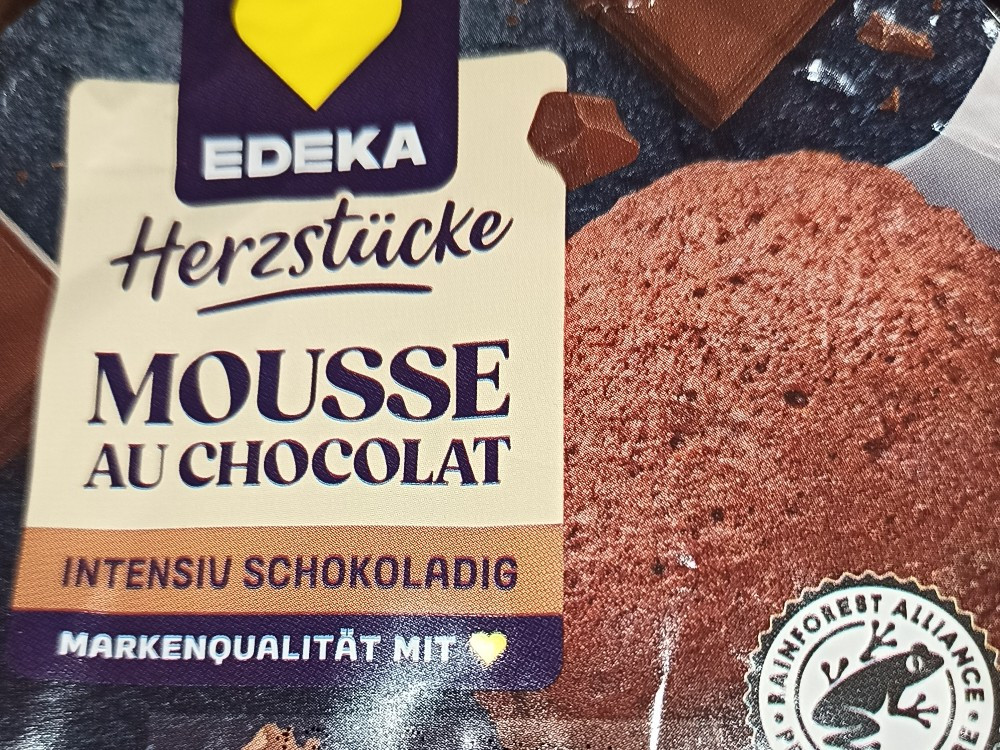 EDEKA
Herzstücke
MOUSSE
AU CHOCOLAT
INTENSIV SCHOKOLADIG
MARKENQUALITÄT MIT
RAINFOREST ALLIANCE